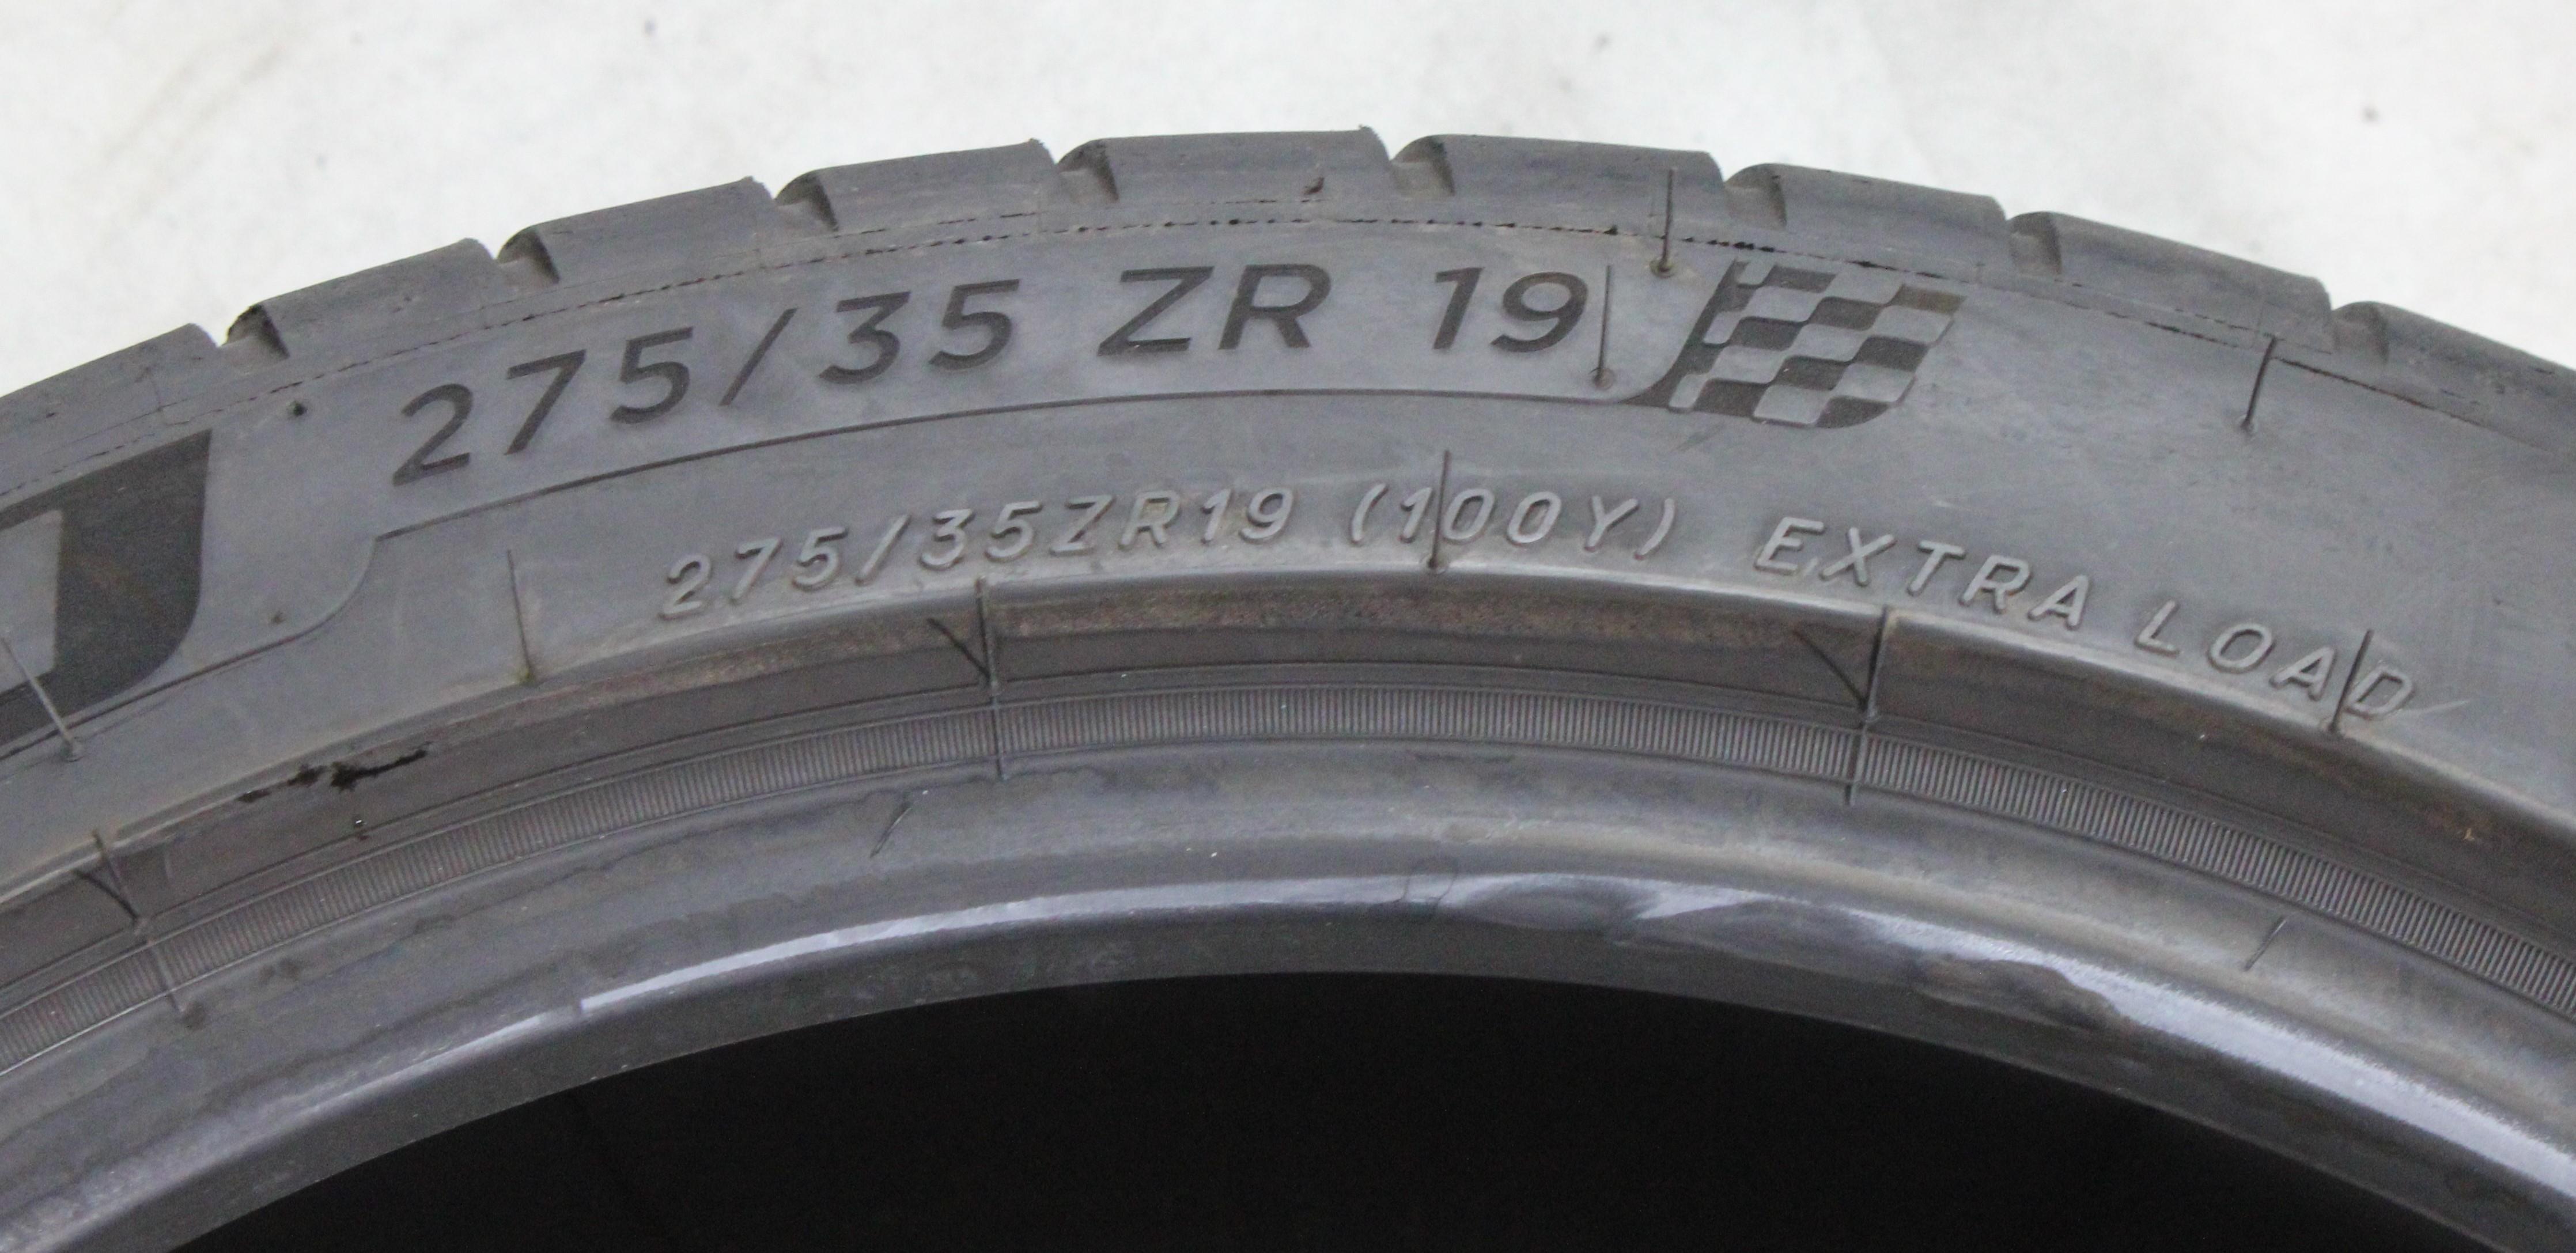 275/35 ZR 19
275/35ZR19 (100Y) EXTRA LOAD